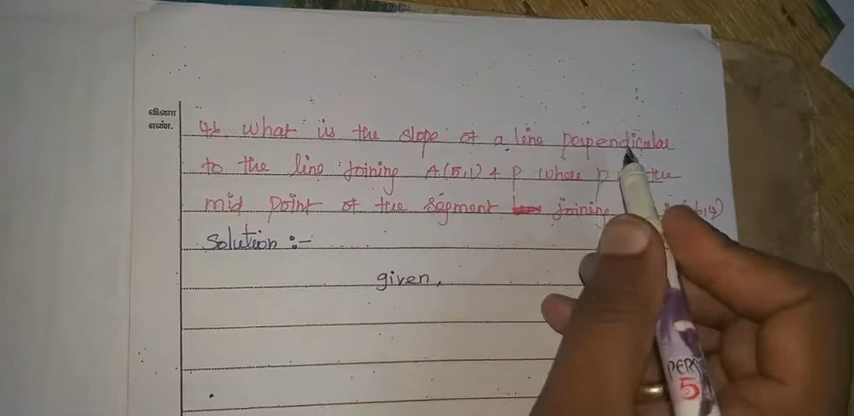 வினா
எண்.
46. What is the slope of a line perpendicular
to the line joining A(5,1) + P where P the
mid point of the segment joining
Solution :-
given,
5